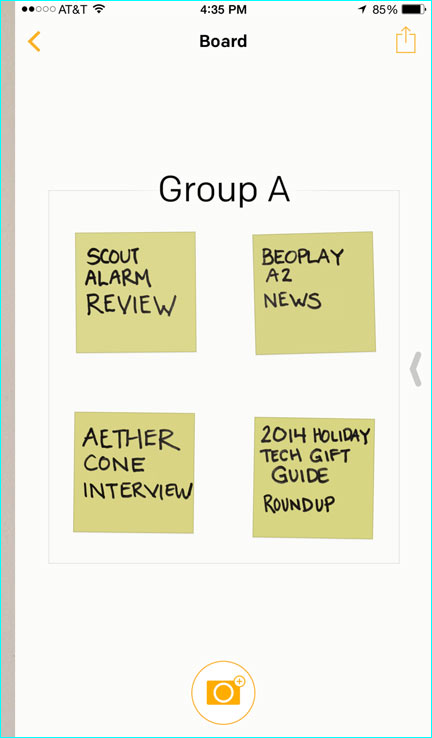 AT&T
4:35 PM
85%
Board
Group A
SCOUT
ALARM
REVIEW
BEOPLAY
A2
NEWS
AETHER
CONE
INTERVIEW
2014 HOLIDAY
TECH GIFT
GUIDE
ROUNDUP